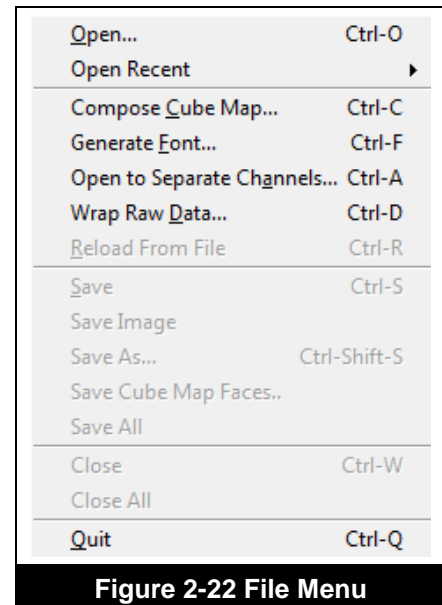 Open... Ctrl-O
Open Recent
Compose Cube Map... Ctrl-C
Generate Font... Ctrl-F
Open to Separate Channels... Ctrl-A
Wrap Raw Data... Ctrl-D
Reload From File Ctrl-R
Save Ctrl-S
Save Image
Save As... Ctrl-Shift-S
Save Cube Map Faces..
Save All
Close Ctrl-W
Close All
Quit Ctrl-Q
Figure 2-22 File Menu